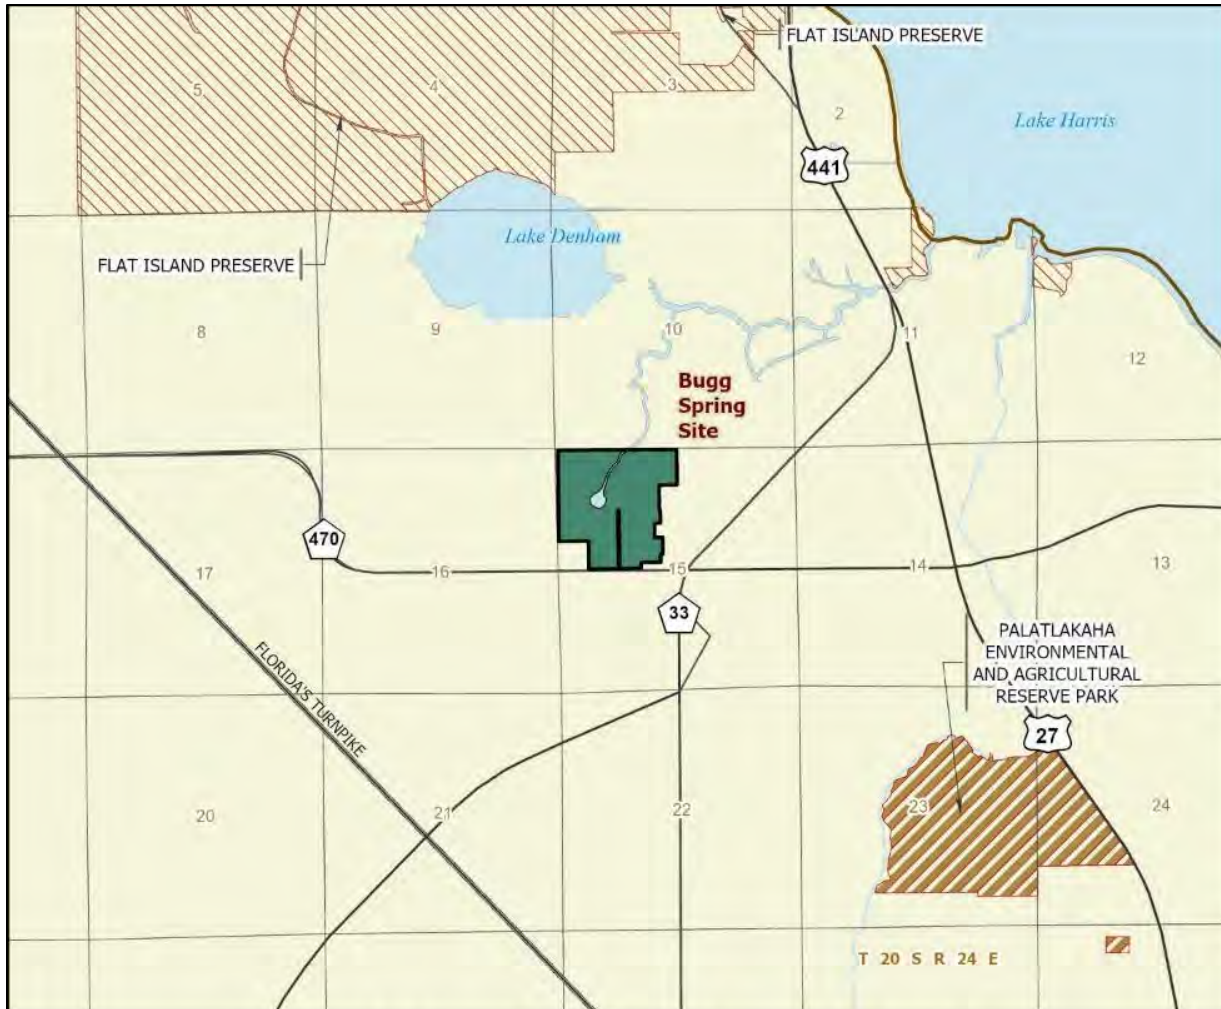 FLAT ISLAND PRESERVE
5
4
3
2
Lake Harris
441
Lake Denham
FLAT ISLAND PRESERVE
8
9
10
11
12
Bugg
Spring
Site
470
17
16
15
14
13
33
FLORIDA'S TURNPIKE
PALATLAKAHA
ENVIRONMENTAL
AND AGRICULTURAL
RESERVE PARK
27
20
21
22
23
24
T 20 S R 24 E